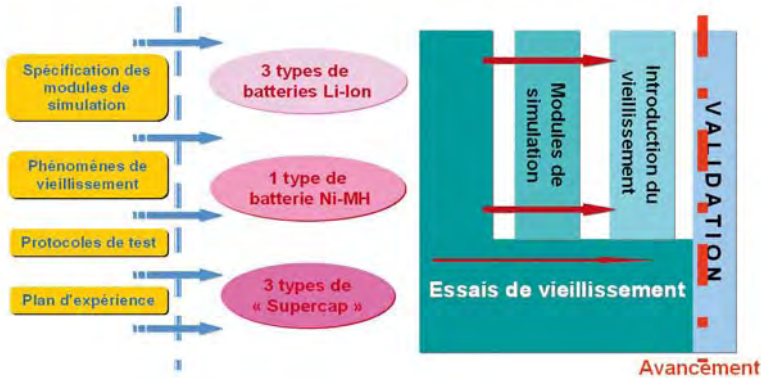 Spécification des
modules de
simulation
Phénomènes de
vieillissement
Protocoles de test
Plan d'expérience
3 types de
batteries Li-Ion
1 type de
batterie Ni-MH
3 types de
« Supercap »
Modules de
simulation
Introduction du
vieillissement
VALIDATION
Essais de vieillissement
Avancement